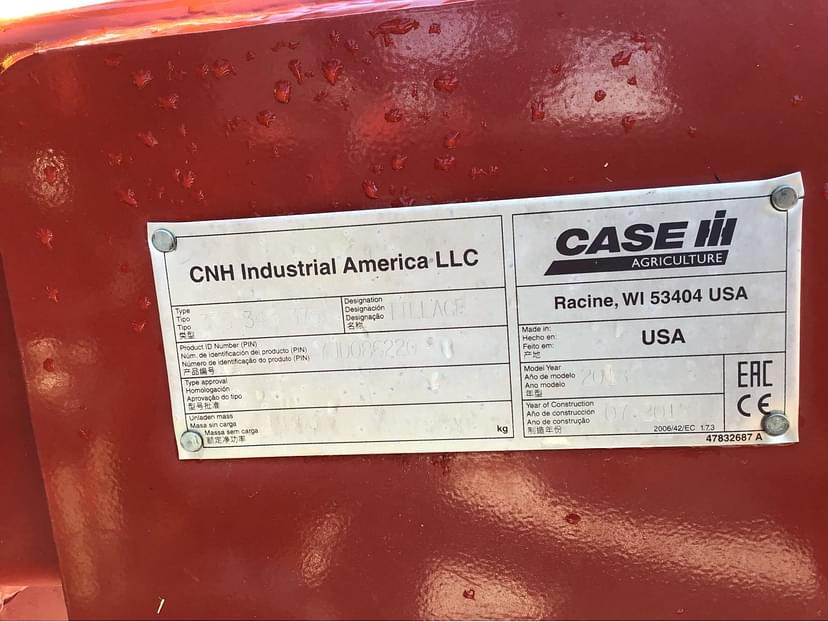 CNH Industrial America LLC
Type
Tipo
Tipo
类型
Designation
Designación
Designação
名称
TILLAGE
Product ID Number (PIN)
Núm. de identificación del producto (PIN)
Número de identificação do produto (PIN)
产品编号
Type approval
Homologación
Aprovação do tipo
型号批准
Unladen mass
Masa sin carga
Massa sem carga
额定净功率
kg
CASE IH
AGRICULTURE
Racine, WI 53404 USA
Made in:
Hecho en:
Feito em:
产地
USA
Model Year
Año de modelo
Ano modelo
年型
Year of Construction
Año de construcción
Ano de construção
制造年份
EAC
CE
2006/42/EC 1.7.3
47832687 A